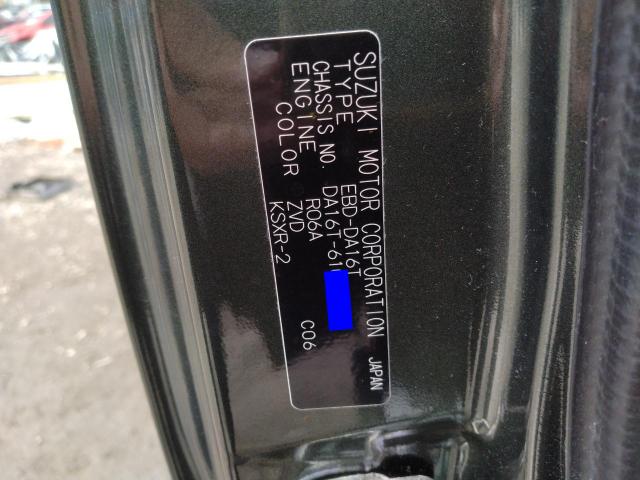 SUZUKI MOTOR CORPORATION JAPAN
TYPE EBD-DA16T
CHASSIS NO. DA16T-61
ENGINE R06A
COLOR ZVD C06
KSXR-2